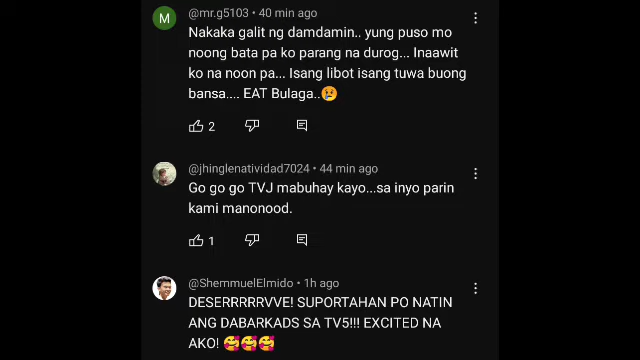 M
@mr.g5103 • 40 min ago
Nakaka galit ng damdamin.. yung puso mo
noong bata pa ko parang na durog... Inaawit
ko na noon pa... Isang libot isang tuwa buong
bansa.... EAT Bulaga..😢
2
@jhinglenatividad7024 • 44 min ago
Go go go TVJ mabuhay kayo...sa inyo parin
kami manonood.
1
@ShemmuelElmido • 1h ago
DESERRRRRVVE! SUPORTAHAN PO NATIN
ANG DABARKADS SA TV5!!! EXCITED NA
AKO! 🥰🥰🥰